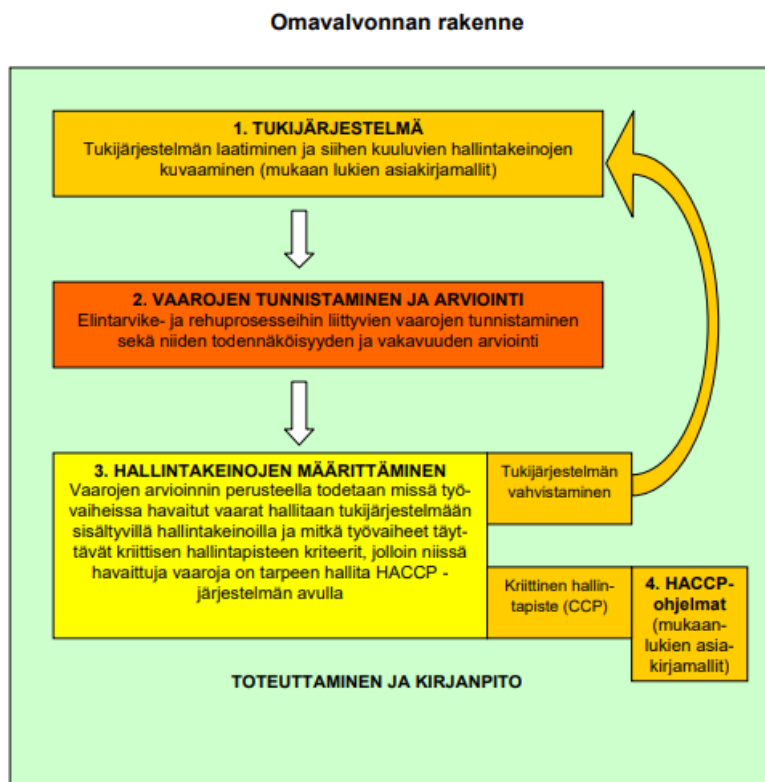 Omavalvonnan rakenne
1. TUKIJÄRJESTELMÄ
Tukijärjestelmän laatiminen ja siihen kuuluvien hallintakeinojen
kuvaaminen (mukaan lukien asiakirjamallit)
2. VAAROJEN TUNNISTAMINEN JA ARVIOINTI
Elintarvike- ja rehuprosesseihin liittyvien vaarojen tunnistaminen
sekä niiden todennäköisyyden ja vakavuuden arviointi
3. HALLINTAKEINOJEN MÄÄRITTÄMINEN
Vaarojen arvioinnin perusteella todetaan missä työ-
vaiheissa havaitut vaarat hallitaan tukijärjestelmään
sisältyvillä hallintakeinoilla ja mitkä työvaiheet täyt-
tävät kriittisen hallintapisteen kriteerit, jolloin niissä
havaittuja vaaroja on tarpeen hallita HACCP -
järjestelmän avulla
Tukijärjestelmän
vahvistaminen
Kriittinen hallin-
tapiste (CCP)
4. HACCP-
ohjelmat
(mukaan-
lukien asia-
kirjamallit)
TOTEUTTAMINEN JA KIRJANPITO